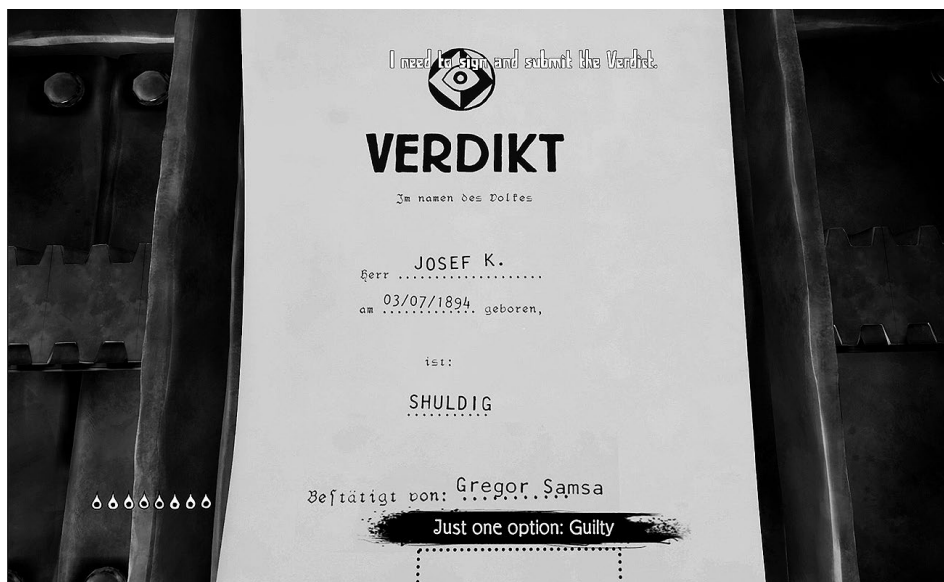 I need to sign and submit the Verdict.
VERDIKT
Im namen des Volkes
Herr JOSEF K.
am 03/07/1894 geboren,
ist:
SHULDIG
Beſtätigt von: Gregor Samsa
Just one option: Guilty